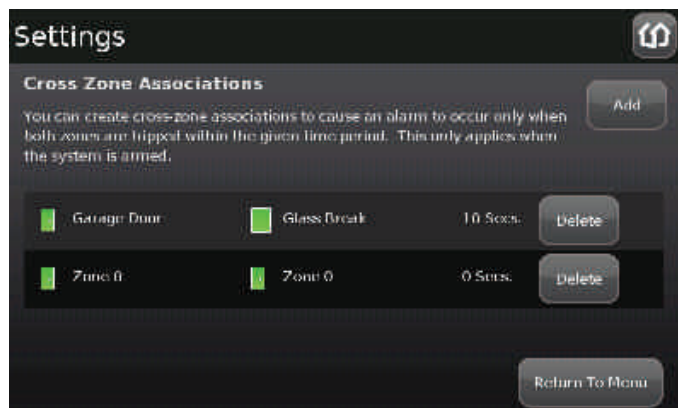 Settings
Cross Zone Associations
You can create cross-zone associations to cause an alarm to occur only when
both zones are tripped within the given time period. This only applies when
the system is armed.
Add
Garage Door Glass Break 10 Secs. Delete
Zone 0 Zone 0 0 Secs. Delete
Return To Menu